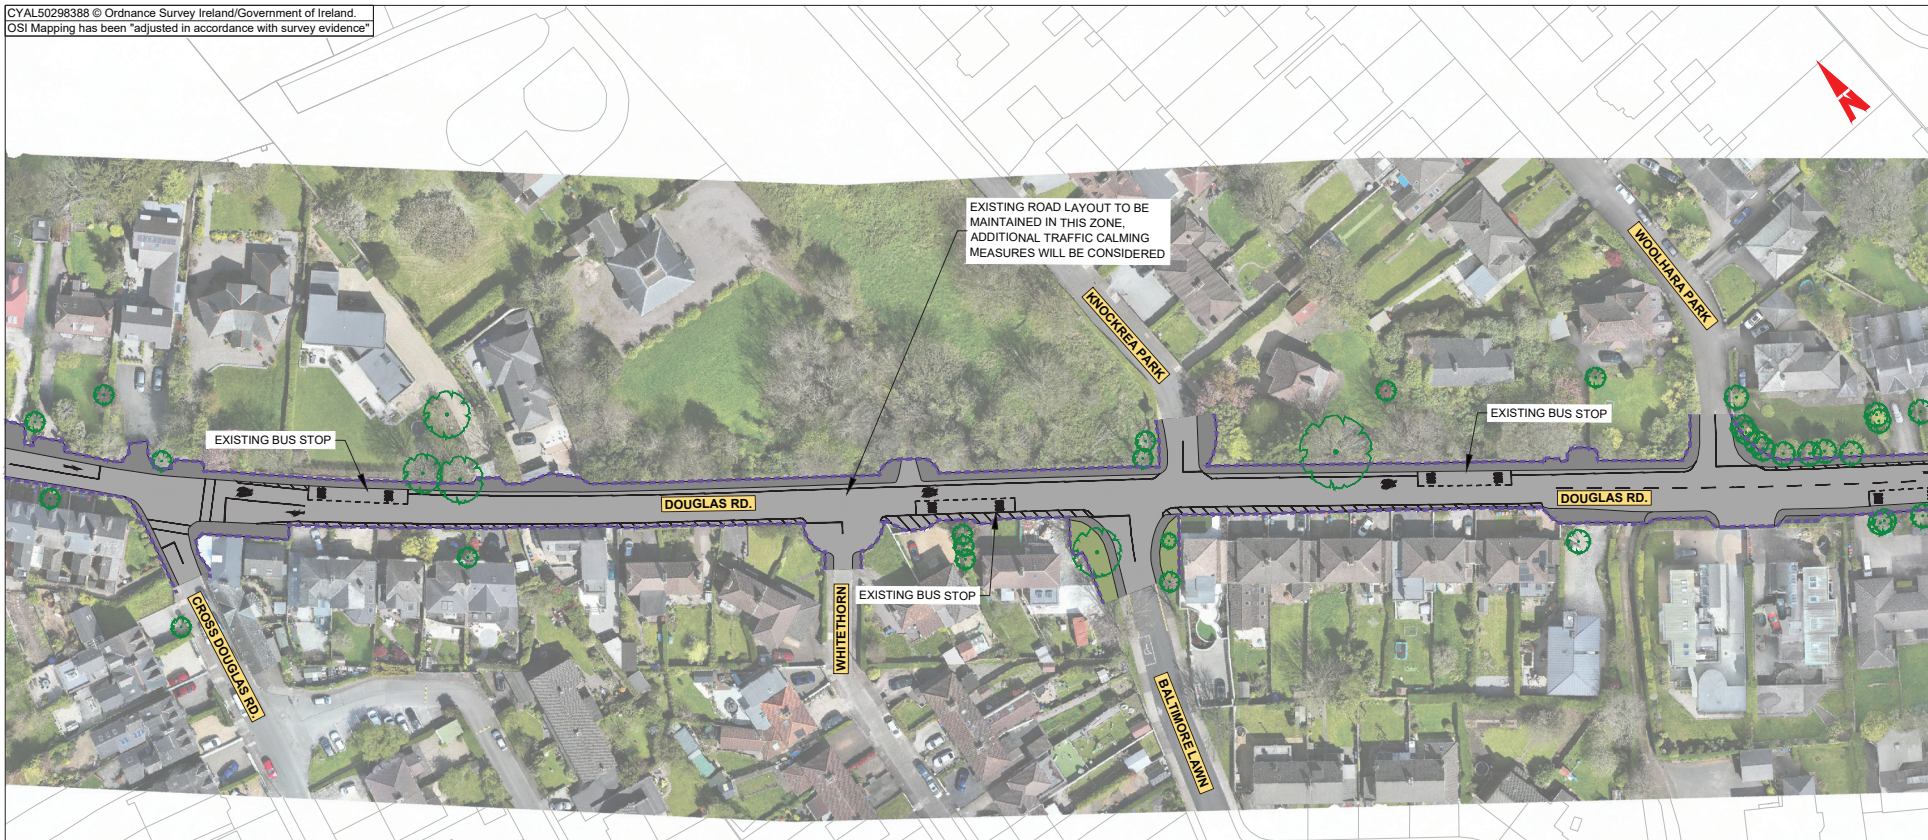 CYAL50298388 © Ordnance Survey Ireland/Government of Ireland.
OSI Mapping has been "adjusted in accordance with survey evidence"
N
EXISTING ROAD LAYOUT TO BE
MAINTAINED IN THIS ZONE,
ADDITIONAL TRAFFIC CALMING
MEASURES WILL BE CONSIDERED
WOOLHARA PARK
KNOCKREA PARK
EXISTING BUS STOP
EXISTING BUS STOP
DOUGLAS RD.
DOUGLAS RD.
EXISTING BUS STOP
CROSS DOUGLAS RD.
WHITETHORN
BALTIMORE LAWN